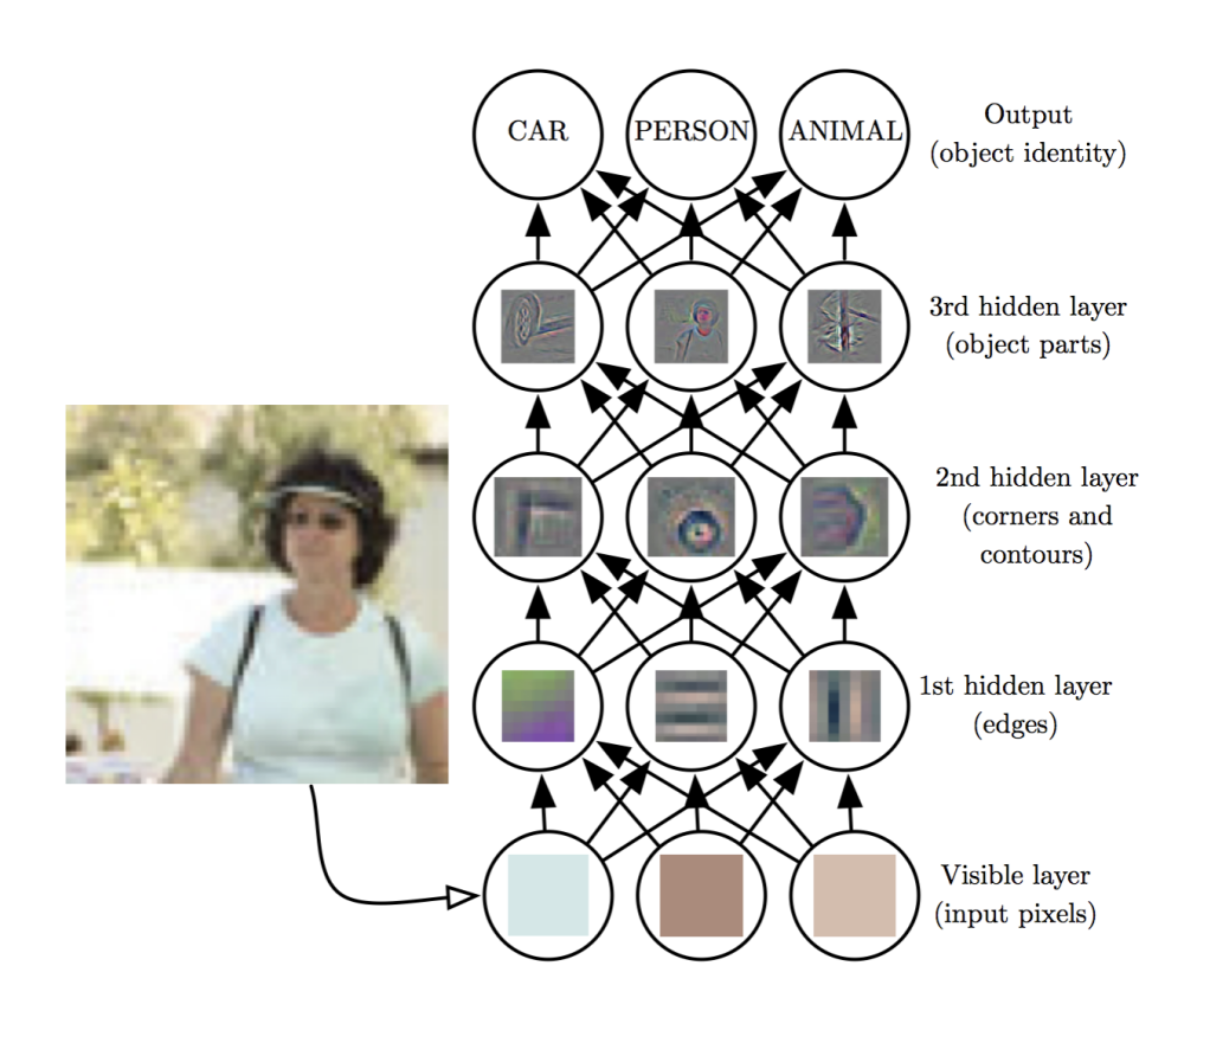 CAR PERSON ANIMAL
Output
(object identity)
3rd hidden layer
(object parts)
2nd hidden layer
(corners and
contours)
1st hidden layer
(edges)
Visible layer
(input pixels)